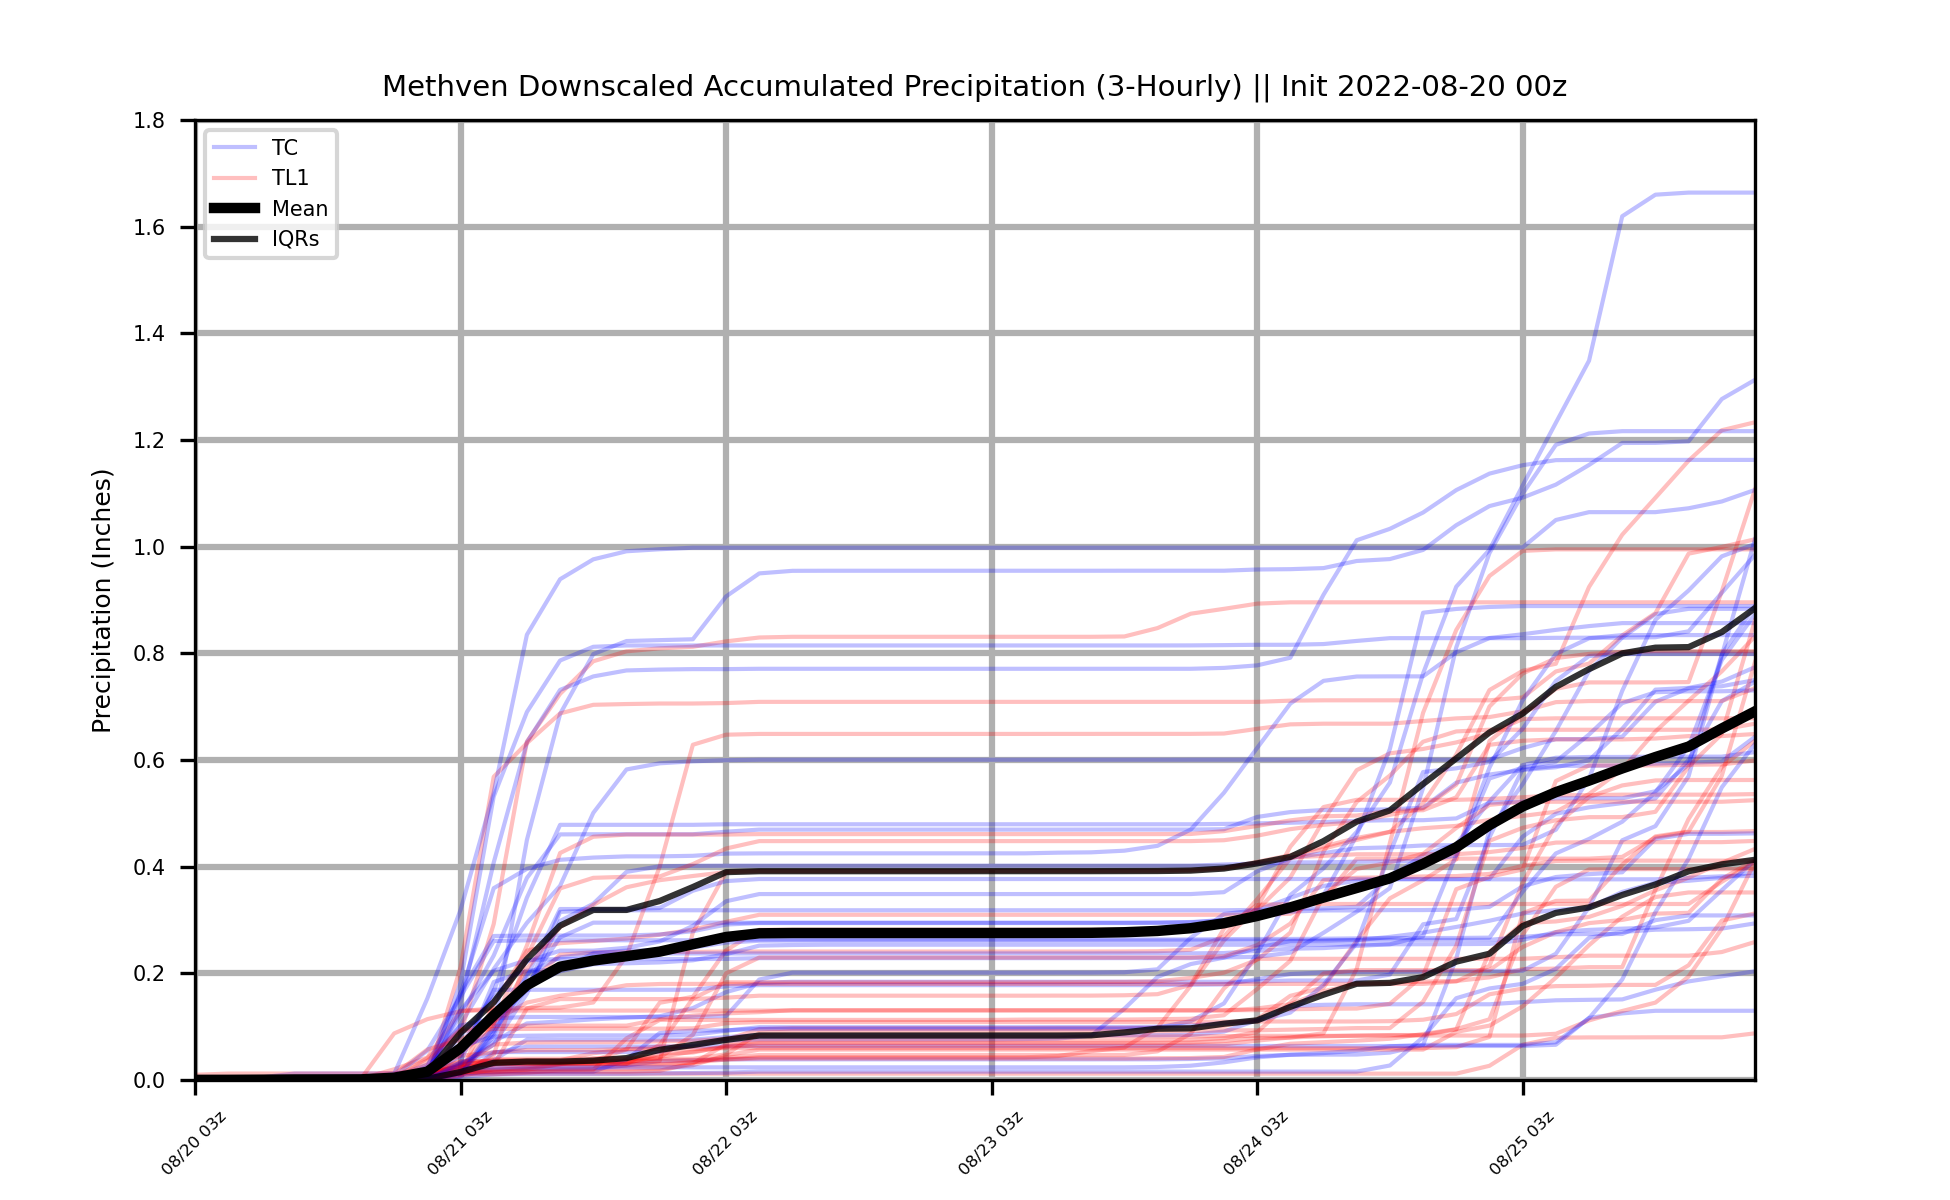 Methven Downscaled Accumulated Precipitation (3-Hourly) || Init 2022-08-20 00z
TC
TL1
Mean
IQRs
Precipitation (Inches)
1.8
1.6
1.4
1.2
1.0
0.8
0.6
0.4
0.2
0.0
08/20 03z
08/21 03z
08/22 03z
08/23 03z
08/24 03z
08/25 03z